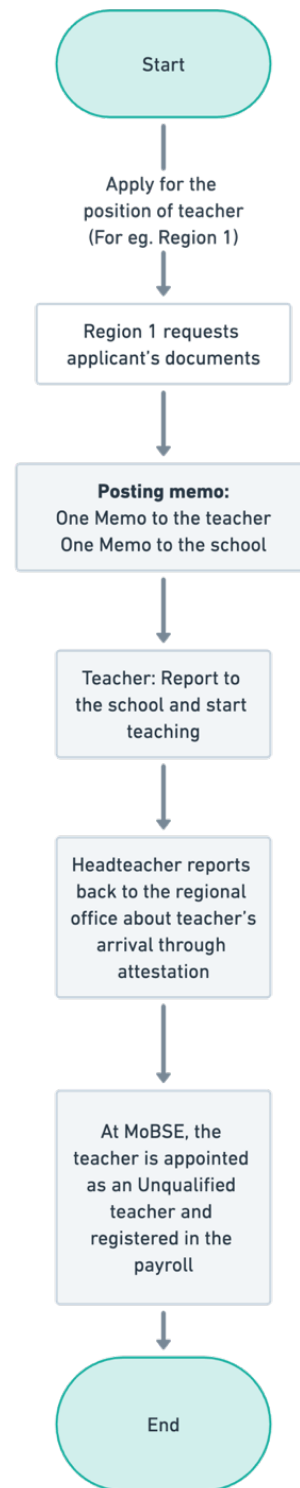 Start
Apply for the
position of teacher
(For eg. Region 1)
Region 1 requests
applicant's documents
Posting memo:
One Memo to the teacher
One Memo to the school
Teacher: Report to
the school and start
teaching
Headteacher reports
back to the regional
office about teacher's
arrival through
attestation
At MoBSE, the
teacher is appointed
as an Unqualified
teacher and
registered in the
payroll
End